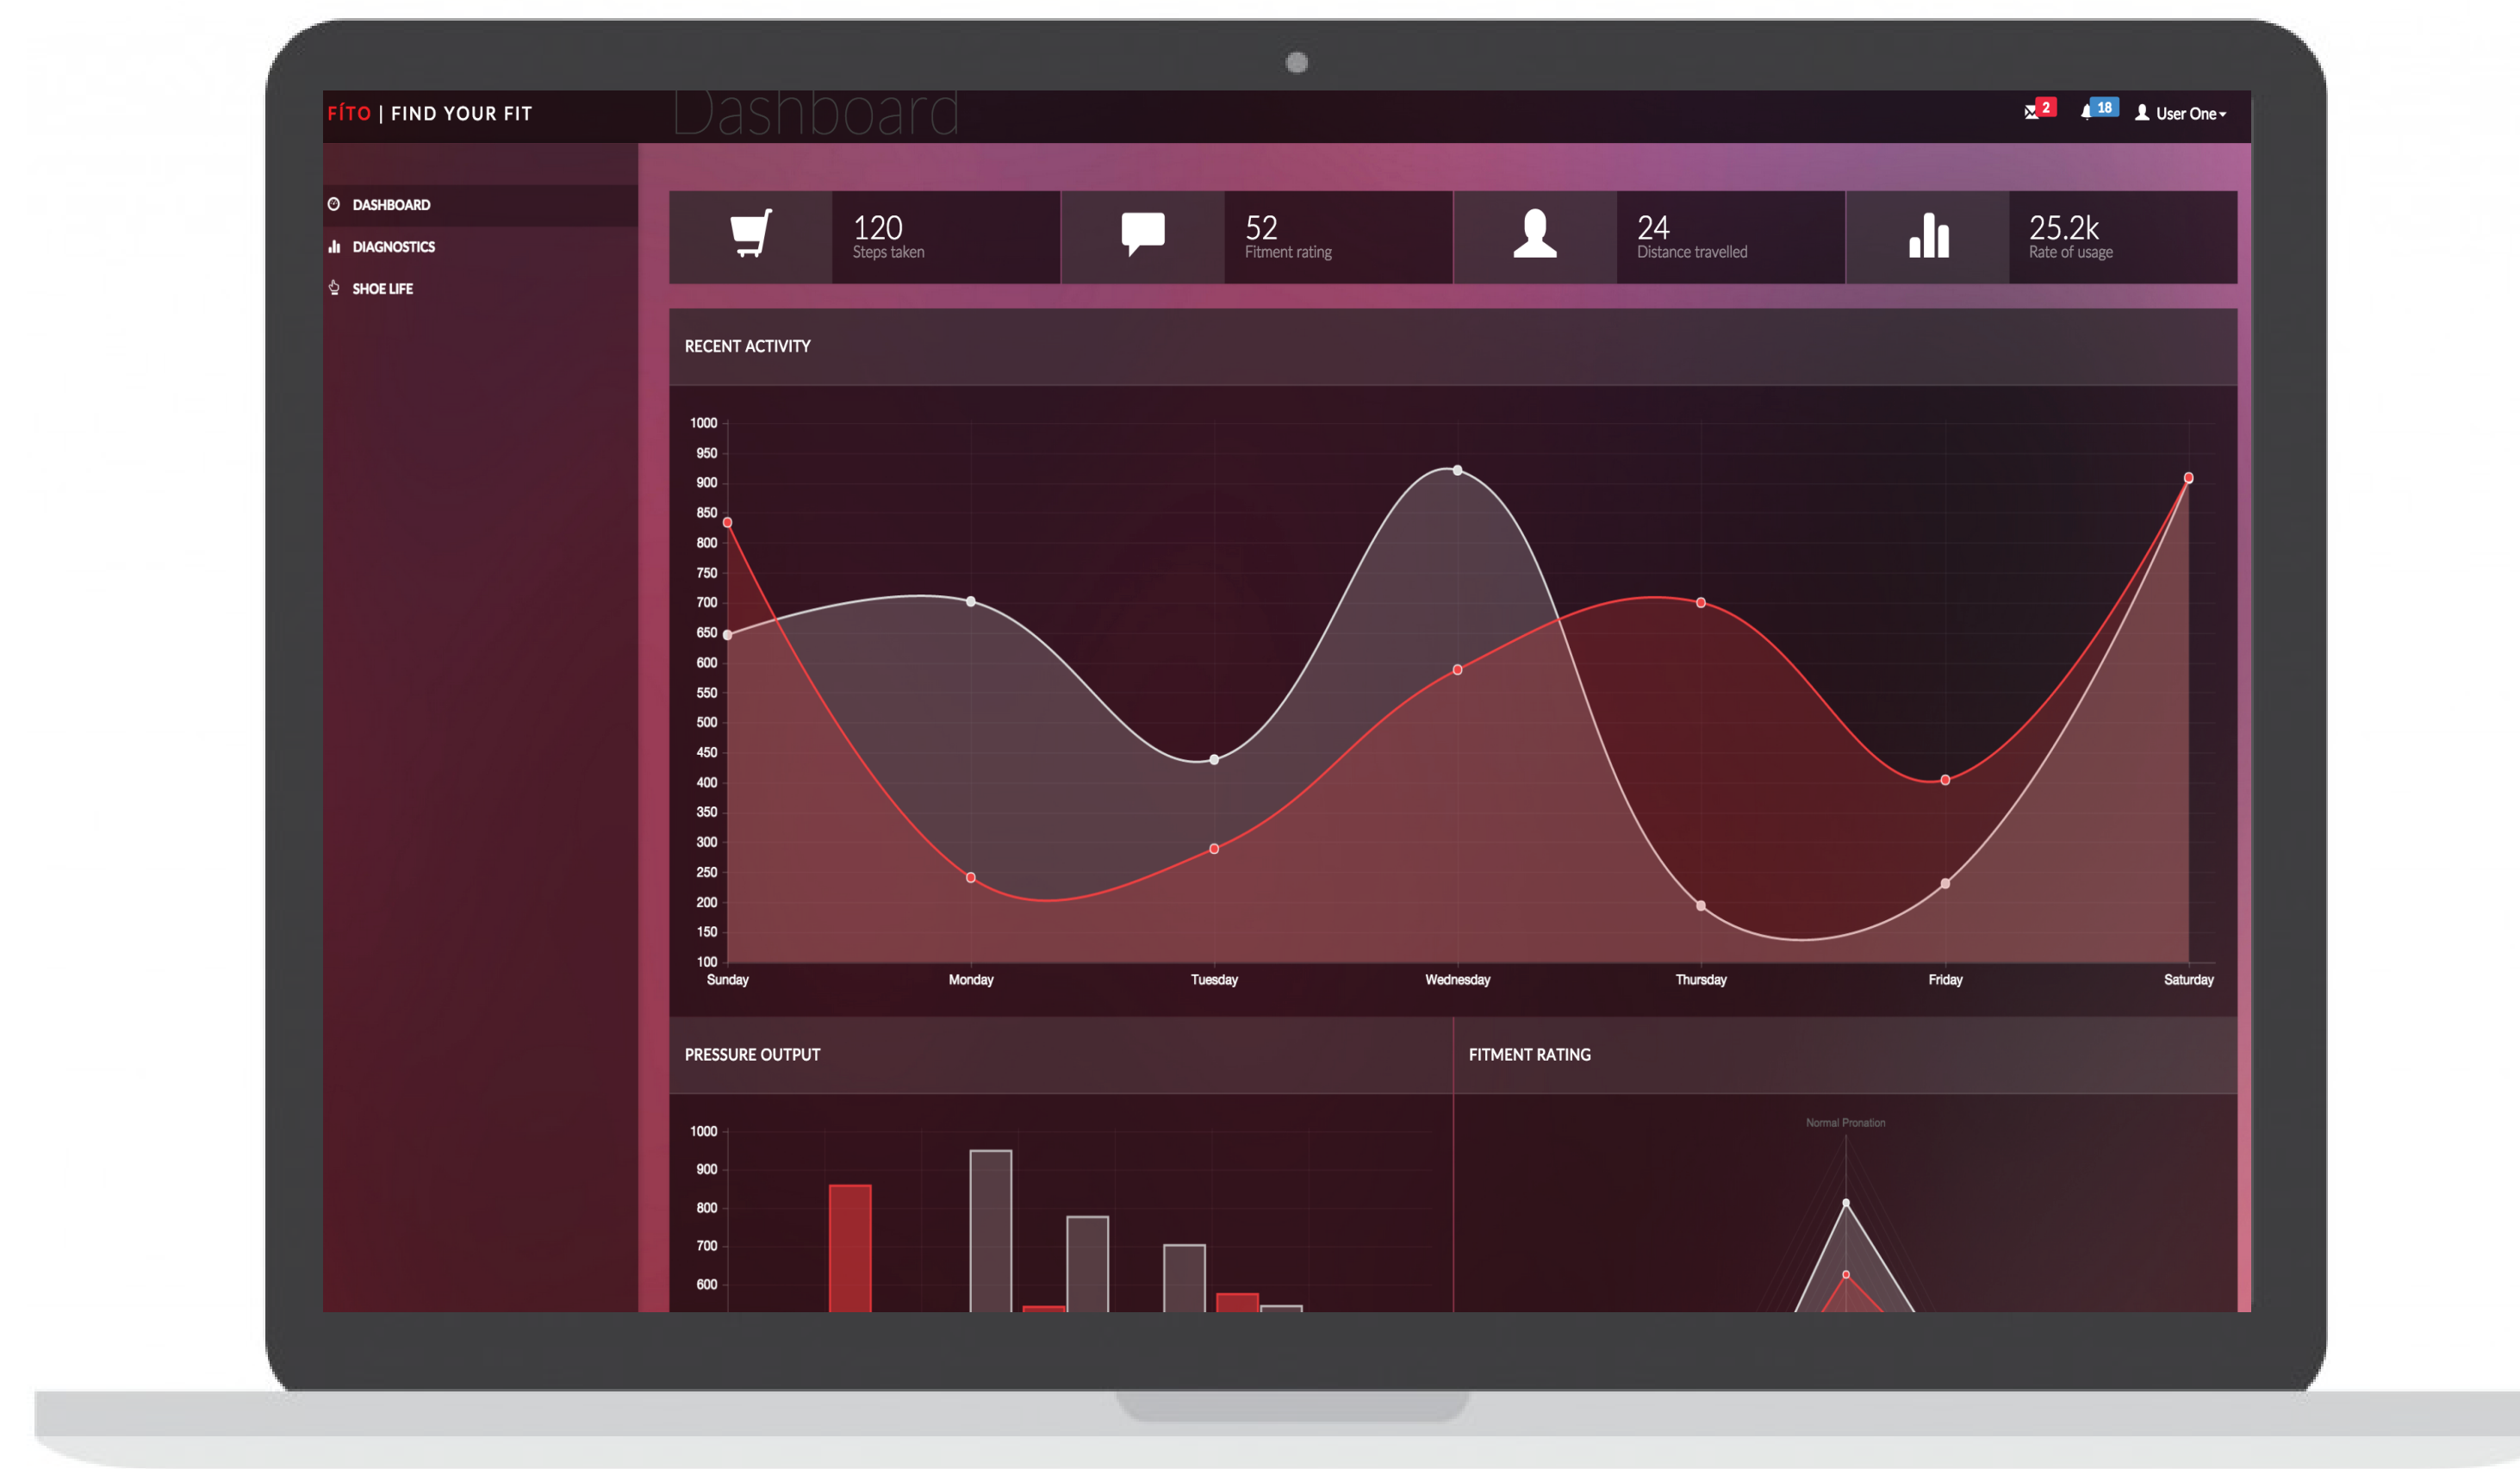 FÍTO | FIND YOUR FIT
Dashboard
2
18
User One
DASHBOARD
DIAGNOSTICS
SHOE LIFE
120
Steps taken
52
Fitment rating
24
Distance travelled
25.2k
Rate of usage
RECENT ACTIVITY
1000
950
900
850
800
750
700
650
600
550
500
450
400
350
300
250
200
150
100
Sunday Monday Tuesday Wednesday Thursday Friday Saturday
PRESSURE OUTPUT
1000
900
800
700
600
FITMENT RATING
Normal Pronation